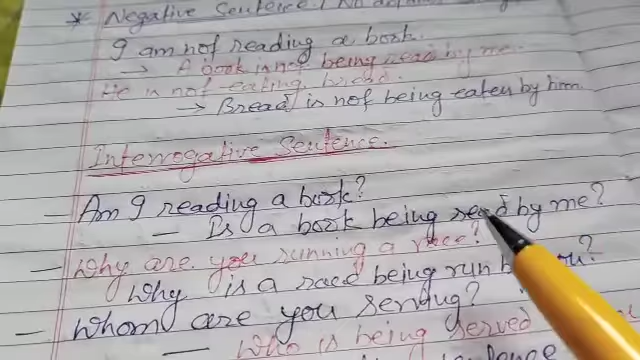 * Negative Sentence
I am not reading a book.
→ A book is not being read by me.
He is not eating bread.
→ Bread is not being eaten by him.
Interrogative Sentence.
- Am I reading a book?
- Is a book being read by me?
- Why are you running a race?
Why is a race being run you?
- Whom are you serving?
- Who is being served